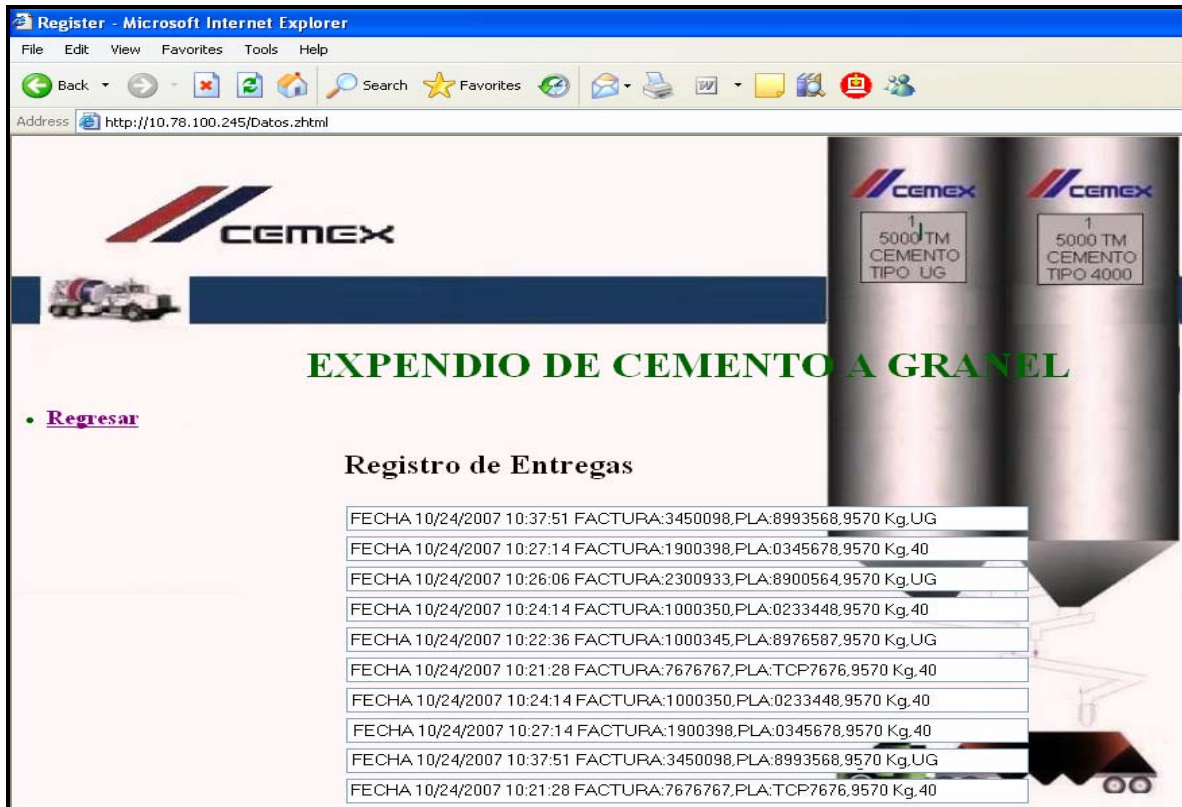 Register - Microsoft Internet Explorer
File Edit View Favorites Tools Help
Back Search Favorites
Address http://10.78.100.245/Datos.zhtml
cemex
cemex cemex
1
5000 TM
CEMENTO
TIPO UG
1
5000 TM
CEMENTO
TIPO 4000
EXPENDIO DE CEMENTO A GRANEL
• Regresar
Registro de Entregas
FECHA 10/24/2007 10:37:51 FACTURA:3450098,PLA:8993568,9570 Kg,UG
FECHA 10/24/2007 10:27:14 FACTURA:1900398,PLA:0345678,9570 Kg,40
FECHA 10/24/2007 10:26:06 FACTURA:2300933,PLA:8900564,9570 Kg,UG
FECHA 10/24/2007 10:24:14 FACTURA:1000350,PLA:0233448,9570 Kg,40
FECHA 10/24/2007 10:22:36 FACTURA:1000345,PLA:8976587,9570 Kg,UG
FECHA 10/24/2007 10:21:28 FACTURA:7676767,PLA:TCP7676,9570 Kg,40
FECHA 10/24/2007 10:24:14 FACTURA:1000350,PLA:0233448,9570 Kg,40
FECHA 10/24/2007 10:27:14 FACTURA:1900398,PLA:0345678,9570 Kg,40
FECHA 10/24/2007 10:37:51 FACTURA:3450098,PLA:8993568,9570 Kg,UG
FECHA 10/24/2007 10:21:28 FACTURA:7676767,PLA:TCP7676,9570 Kg,40